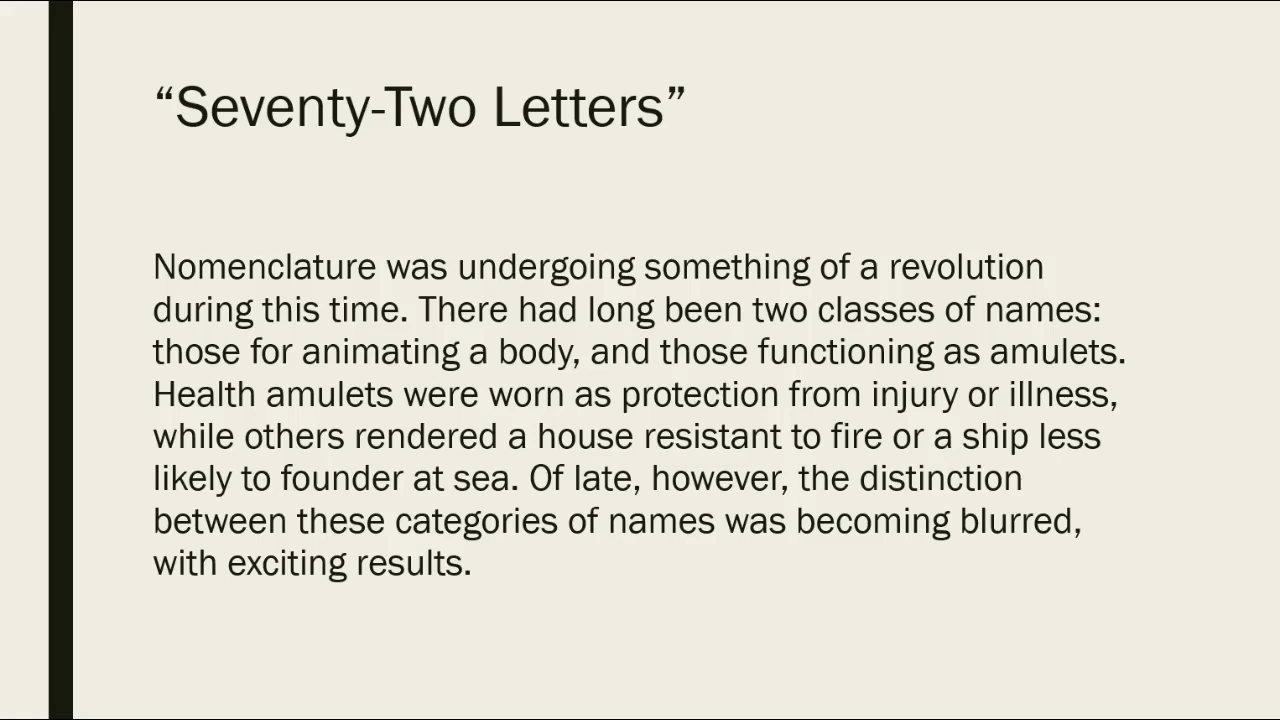 “Seventy-Two Letters”
Nomenclature was undergoing something of a revolution
during this time. There had long been two classes of names:
those for animating a body, and those functioning as amulets.
Health amulets were worn as protection from injury or illness,
while others rendered a house resistant to fire or a ship less
likely to founder at sea. Of late, however, the distinction
between these categories of names was becoming blurred,
with exciting results.